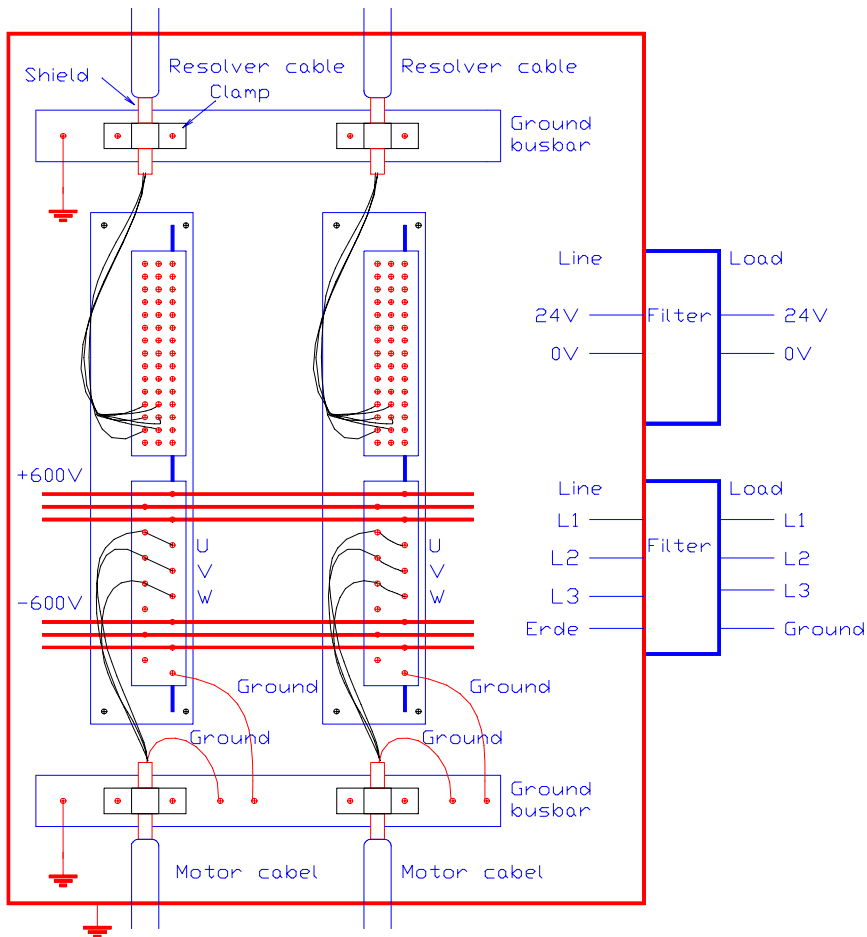 Resolver cable
Resolver cable
Shield
Clamp
Ground
busbar
Line
Load
24V
Filter
24V
0V
0V
+600V
Line
Load
L1
L1
U
U
Filter
L2
L2
V
V
L3
L3
-600V
W
W
Erde
Ground
Ground
Ground
Ground
Ground
Ground
busbar
Motor cabel
Motor cabel